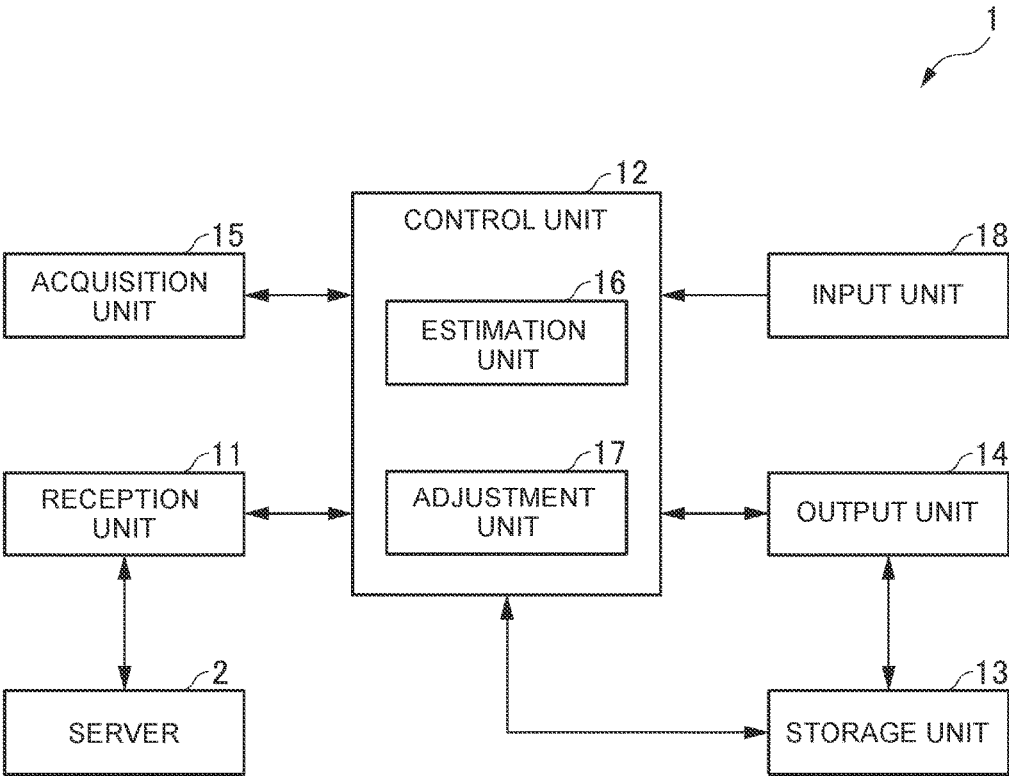 1
12
CONTROL UNIT
15
ACQUISITION
UNIT
18
INPUT UNIT
16
ESTIMATION
UNIT
11
RECEPTION
UNIT
17
ADJUSTMENT
UNIT
14
OUTPUT UNIT
2
SERVER
13
STORAGE UNIT